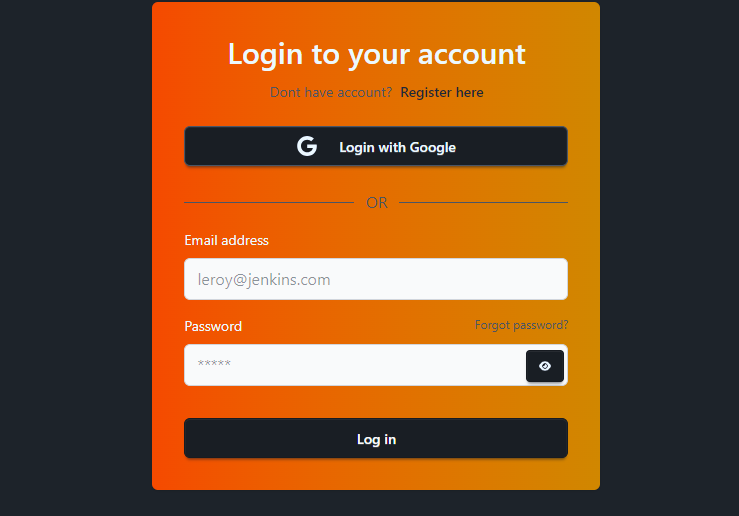 Login to your account
Dont have account? Register here
Login with Google
OR
Email address
leroy@jenkins.com
Password Forgot password?
*****
Log in